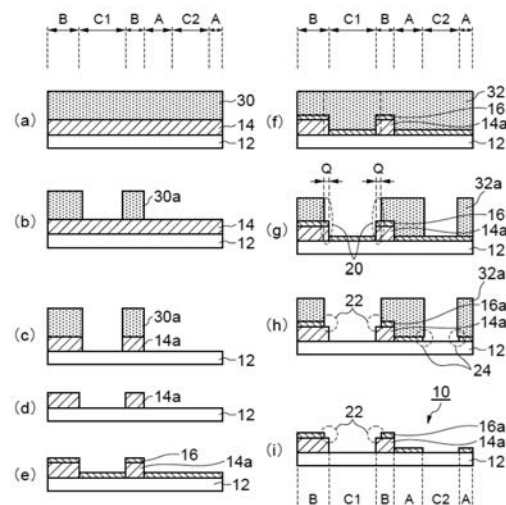 B C1 B A C2 A
B C1 B A C2 A
(a) 30 14 12
(f) 32 16 14a 12
(b) 30a 14 12
(g) Q Q 32a 16 14a 12 20
(c) 30a 14a 12
(h) 22 32a 16a 14a 12 24
(d) 14a 12
(e) 16 14a 12
(i) 22 10 16a 14a 12
B C1 B A C2 A